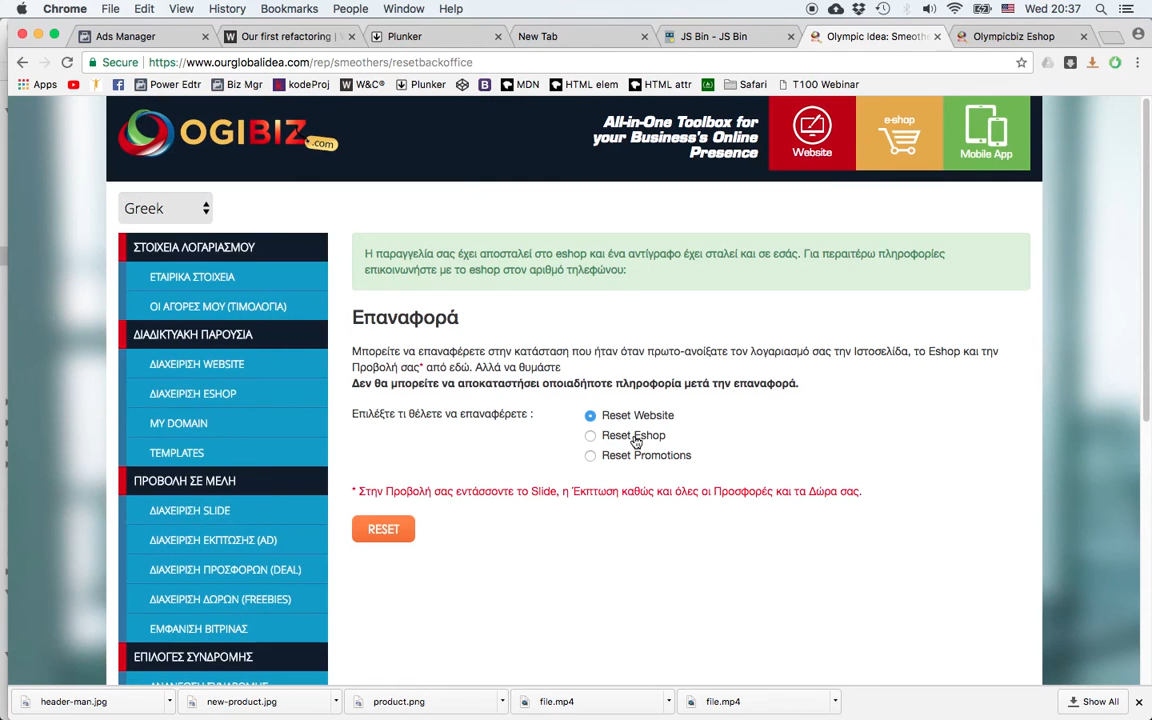 Chrome File Edit View History Bookmarks People Window Help Wed 20:37
Ads Manager Our first refactoring | W Plunker New Tab JS Bin - JS Bin Olympic Idea: Smeoth Olympicbiz Eshop
Secure https://www.ourglobalidea.com/rep/smeothers/resetbackoffice
Apps Power Edtr Biz Mgr kodeProj W&C® Plunker MDN HTML elem HTML attr Safari T100 Webinar
OGIBIZ.com
All-in-One Toolbox for
your Business's Online
Presence
Website
e-shop
Mobile App
Greek
ΣΤΟΙΧΕΙΑ ΛΟΓΑΡΙΑΣΜΟΥ
ΕΤΑΙΡΙΚΑ ΣΤΟΙΧΕΙΑ
ΟΙ ΑΓΟΡΕΣ ΜΟΥ (ΤΙΜΟΛΟΓΙΑ)
ΔΙΑΔΙΚΤΥΑΚΗ ΠΑΡΟΥΣΙΑ
ΔΙΑΧΕΙΡΙΣΗ WEBSITE
ΔΙΑΧΕΙΡΙΣΗ ESHOP
MY DOMAIN
TEMPLATES
ΠΡΟΒΟΛΗ ΣΕ ΜΕΛΗ
ΔΙΑΧΕΙΡΙΣΗ SLIDE
ΔΙΑΧΕΙΡΙΣΗ ΕΚΠΤΩΣΗΣ (AD)
ΔΙΑΧΕΙΡΙΣΗ ΠΡΟΣΦΟΡΩΝ (DEAL)
ΔΙΑΧΕΙΡΙΣΗ ΔΩΡΩΝ (FREEBIES)
ΕΜΦΑΝΙΣΗ ΒΙΤΡΙΝΑΣ
ΕΠΙΛΟΓΕΣ ΣΥΝΔΡΟΜΗΣ
ΑΝΑΝΕΩΣΗ ΣΥΝΔΡΟΜΗΣ
Η παραγγελία σας έχει αποσταλεί στο eshop και ένα αντίγραφο έχει σταλεί και σε εσάς. Για περαιτέρω πληροφορίες
επικοινωνήστε με το eshop στον αριθμό τηλεφώνου:
Επαναφορά
Μπορείτε να επαναφέρετε στην κατάσταση που ήταν όταν πρωτο-ανοίξατε τον λογαριασμό σας την Ιστοσελίδα, το Eshop και την
Προβολή σας* από εδώ. Αλλά να θυμάστε
Δεν θα μπορείτε να αποκαταστήσει οποιαδήποτε πληροφορία μετά την επαναφορά.
Επιλέξτε τι θέλετε να επαναφέρετε :
Reset Website
Reset Eshop
Reset Promotions
* Στην Προβολή σας εντάσσοντε το Slide, η Έκπτωση καθώς και όλες οι Προσφορές και τα Δώρα σας.
RESET
header-man.jpg new-product.jpg product.png file.mp4 file.mp4 Show All